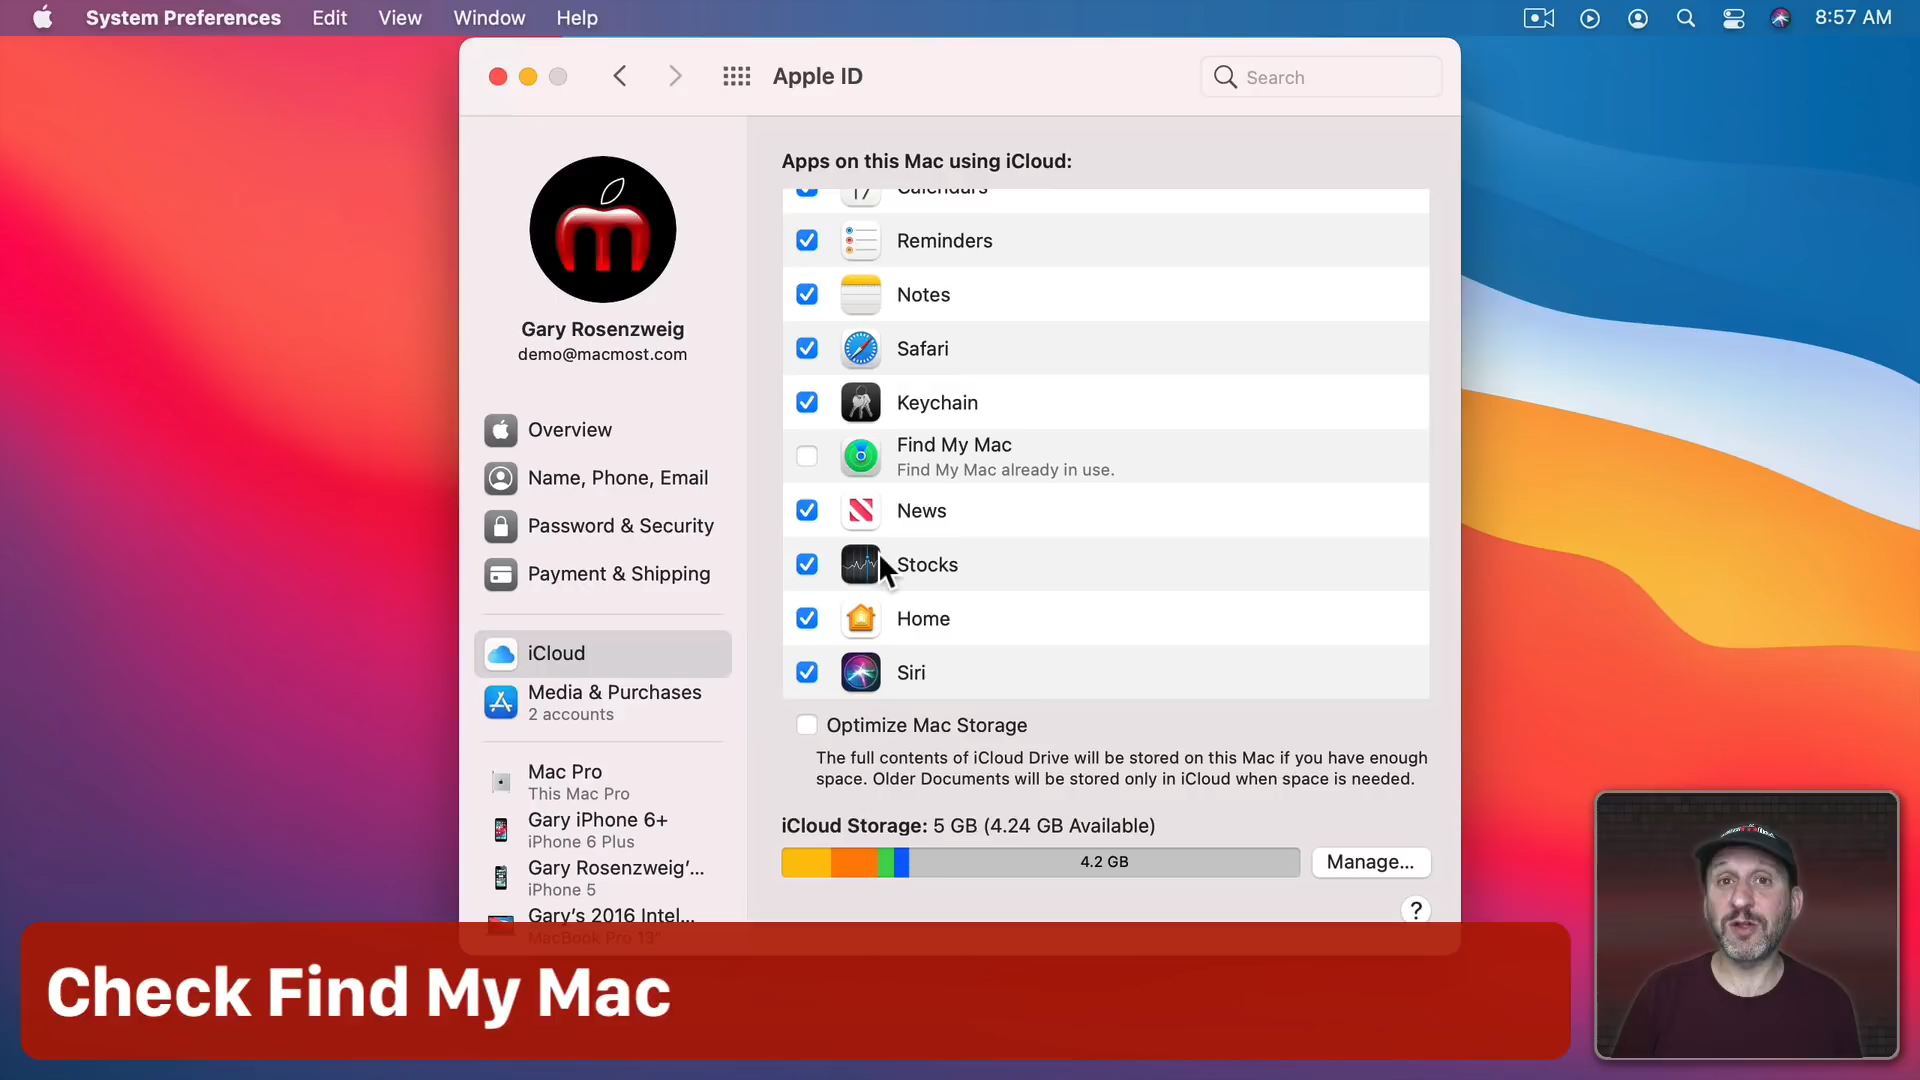 System Preferences Edit View Window Help 8:57 AM
Apple ID
Search
Gary Rosenzweig
demo@macmost.com
Overview
Name, Phone, Email
Password & Security
Payment & Shipping
iCloud
Media & Purchases
2 accounts
Mac Pro
This Mac Pro
Gary iPhone 6+
iPhone 6 Plus
Gary Rosenzweig’...
iPhone 5
Gary’s 2016 Intel...
MacBook Pro 13"
Apps on this Mac using iCloud:
17 Calendars
Reminders
Notes
Safari
Keychain
Find My Mac
Find My Mac already in use.
News
Stocks
Home
Siri
Optimize Mac Storage
The full contents of iCloud Drive will be stored on this Mac if you have enough
space. Older Documents will be stored only in iCloud when space is needed.
iCloud Storage: 5 GB (4.24 GB Available)
4.2 GB
Manage...
?
Check Find My Mac